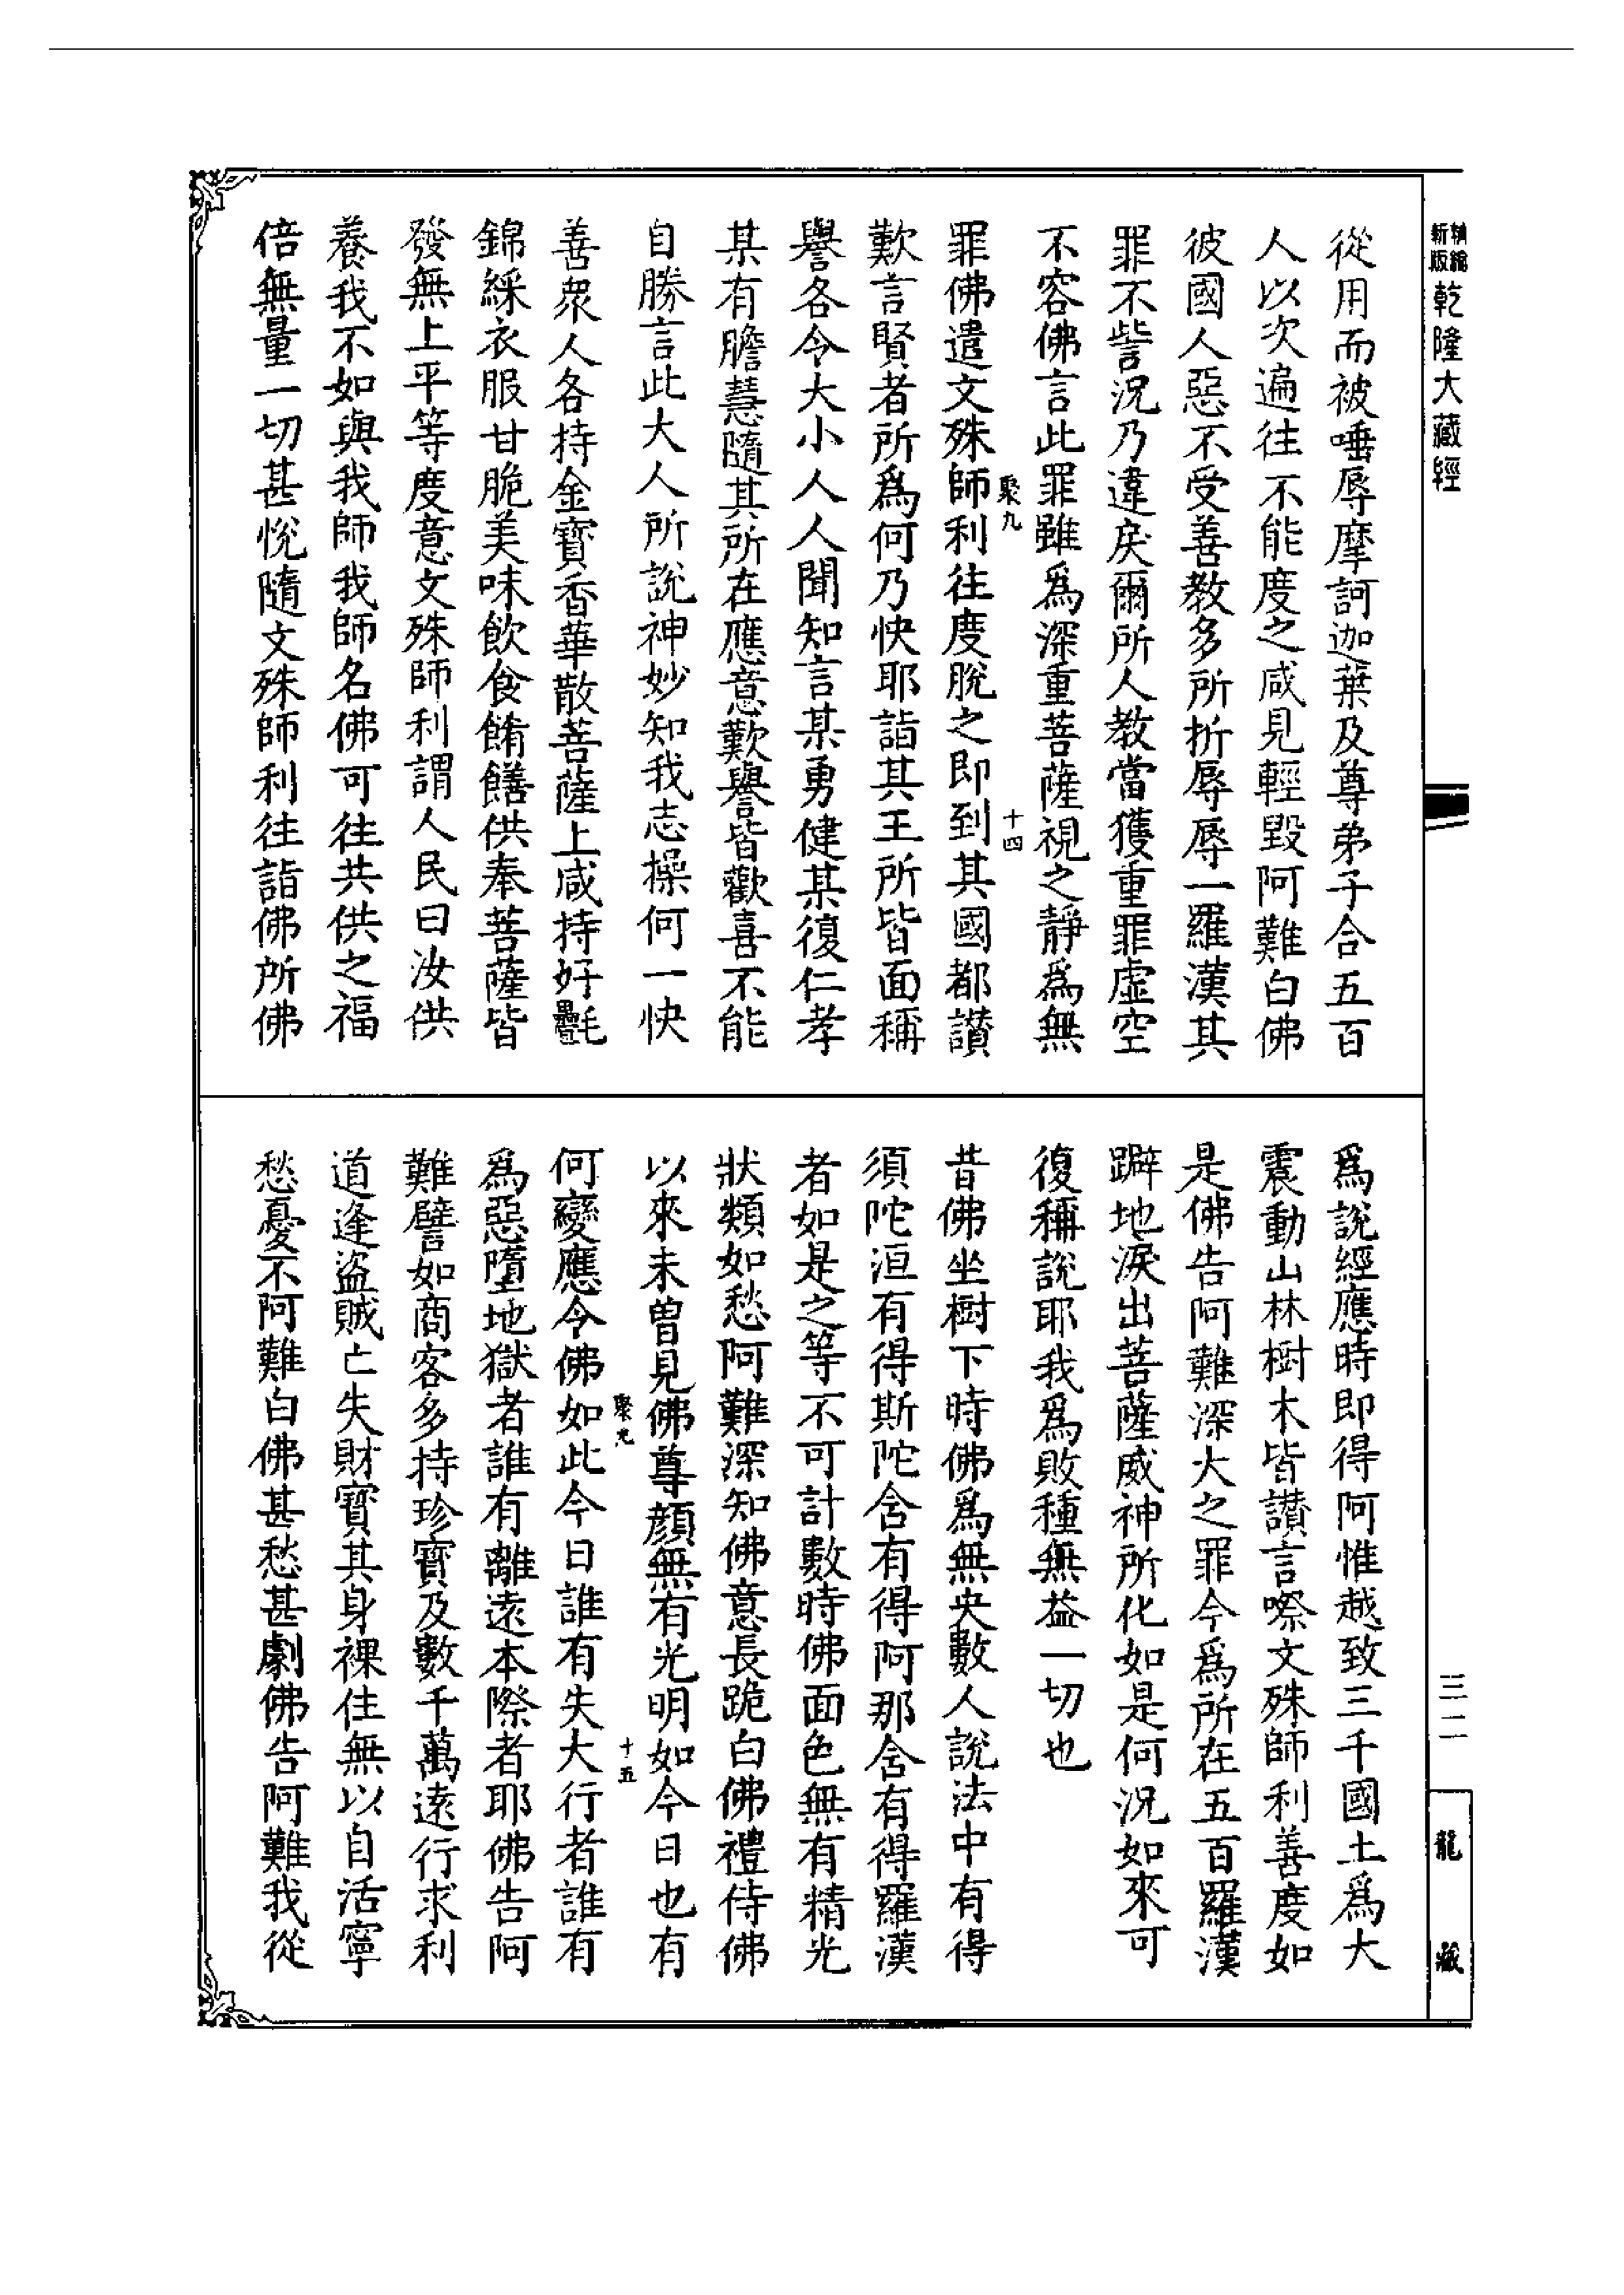 精縮
新版
乾隆大藏經
從用而被唾辱摩訶迦葉及尊弟子合五百
人以次遍往不能度之咸見輕毀阿難白佛
彼國人惡不受善教多所折辱辱一羅漢其
罪不訾況乃違戾爾所人教當獲重罪虛空
不容佛言此罪雖為深重菩薩視之靜為無
聚九
十四
罪佛遣文殊師利往度脫之即到其國都讚
歎言賢者所為何乃快耶詣其王所皆面稱
譽各令大小人人聞知言某勇健某復仁孝
某有膽慧隨其所在應意歎譽皆歡喜不能
自勝言此大人所說神妙知我志操何一快
善衆人各持金寶香華散菩薩上咸持好㲲
錦綵衣服甘脆美味飲食餚饍供奉菩薩皆
發無上平等度意文殊師利謂人民曰汝供
養我不如與我師我師名佛可往共供之福
倍無量一切甚悅隨文殊師利往詣佛所佛
為說經應時即得阿惟越致三千國土為大
震動山林樹木皆讚言㗫文殊師利善度如
是佛告阿難深大之罪今為所在五百羅漢
躃地淚出菩薩威神所化如是何況如來可
復稱說耶我為敗種無益一切也
昔佛坐樹下時佛為無央數人說法中有得
須陀洹有得斯陀含有得阿那含有得羅漢
者如是之等不可計數時佛面色無有精光
狀類如愁阿難深知佛意長跪白佛禮侍佛
以來未曾見佛尊顏無有光明如今日也有
聚九
十五
何變應今佛如此今日誰有失大行者誰有
為惡墮地獄者誰有離遠本際者耶佛告阿
難譬如商客多持珍寶及數千萬遠行求利
道逢盜賊亡失財寶其身裸住無以自活寧
愁憂不阿難白佛甚愁甚劇佛告阿難我從
三二
龍藏